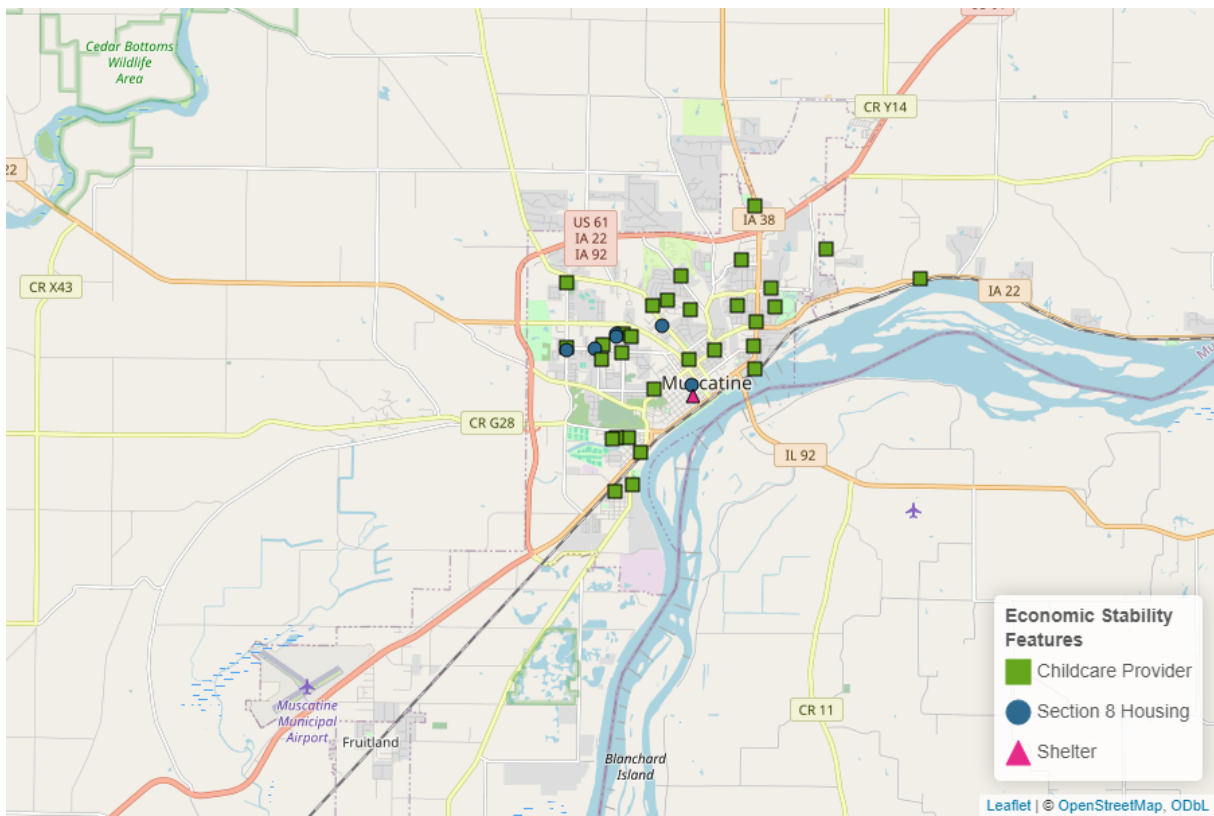 Cedar Bottoms
Wildlife
Area
CR Y14
22
US 61
IA 22
IA 92
IA 38
CR X43
IA 22
Muscatine
CR G28
IL 92
Muscatine
Municipal
Airport
Fruitland
CR 11
Blanchard
Island
Economic Stability
Features
Childcare Provider
Section 8 Housing
Shelter
Leaflet | © OpenStreetMap, ODbL